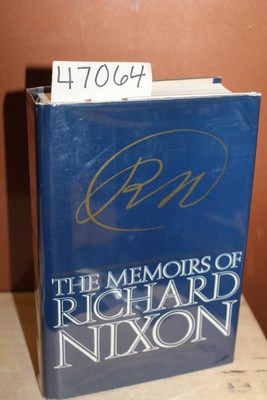 47064
RN
THE MEMOIRS OF
RICHARD
NIXON